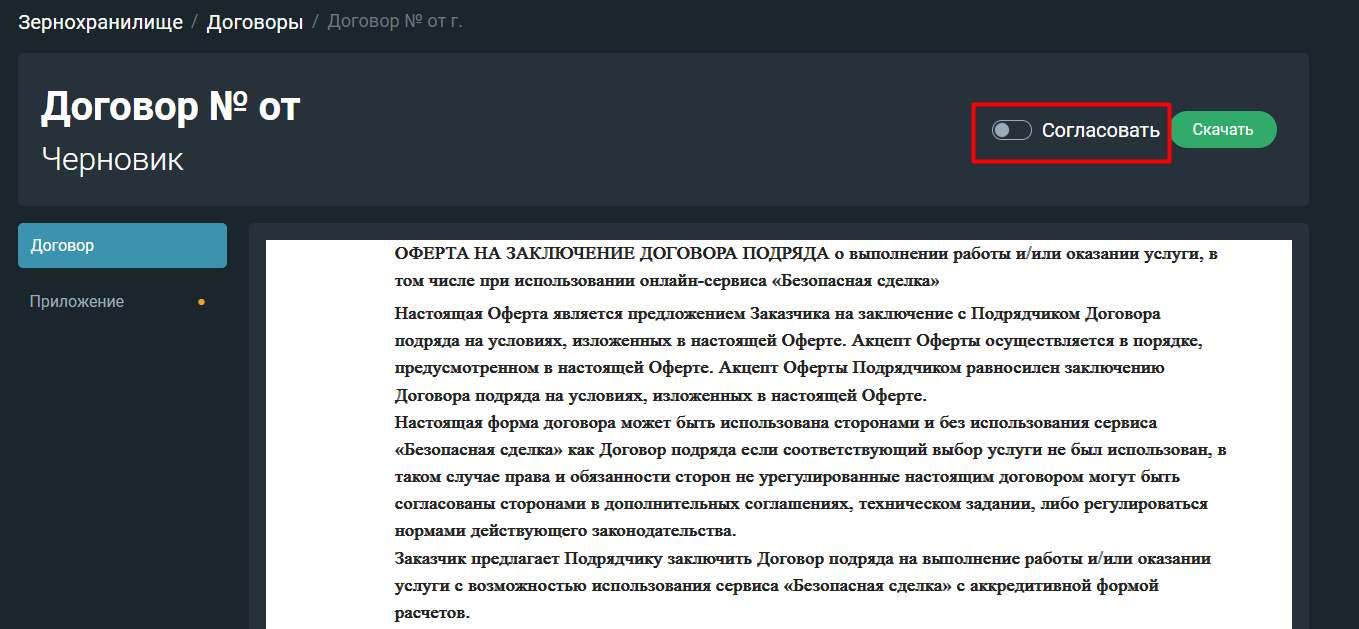 Зернохранилище / Договоры / Договор № от г.
Договор № от
Черновик
Согласовать
Скачать
Договор
Приложение
ОФЕРТА НА ЗАКЛЮЧЕНИЕ ДОГОВОРА ПОДРЯДА о выполнении работы и/или оказании услуги, в
том числе при использовании онлайн-сервиса «Безопасная сделка»
Настоящая Оферта является предложением Заказчика на заключение с Подрядчиком Договора
подряда на условиях, изложенных в настоящей Оферте. Акцепт Оферты осуществляется в порядке,
предусмотренном в настоящей Оферте. Акцепт Оферты Подрядчиком равносилен заключению
Договора подряда на условиях, изложенных в настоящей Оферте.
Настоящая форма договора может быть использована сторонами и без использования сервиса
«Безопасная сделка» как Договор подряда если соответствующий выбор услуги не был использован, в
таком случае права и обязанности сторон не урегулированные настоящим договором могут быть
согласованы сторонами в дополнительных соглашениях, техническом задании, либо регулироваться
нормами действующего законодательства.
Заказчик предлагает Подрядчику заключить Договор подряда на выполнение работы и/или оказании
услуги с возможностью использования сервиса «Безопасная сделка» с аккредитивной формой
расчетов.